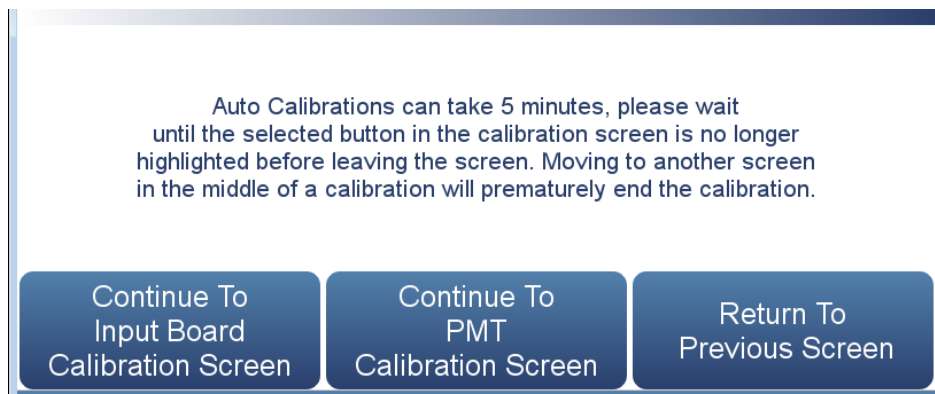 Auto Calibrations can take 5 minutes, please wait
until the selected button in the calibration screen is no longer
highlighted before leaving the screen. Moving to another screen
in the middle of a calibration will prematurely end the calibration.
Continue To
Input Board
Calibration Screen
Continue To
PMT
Calibration Screen
Return To
Previous Screen